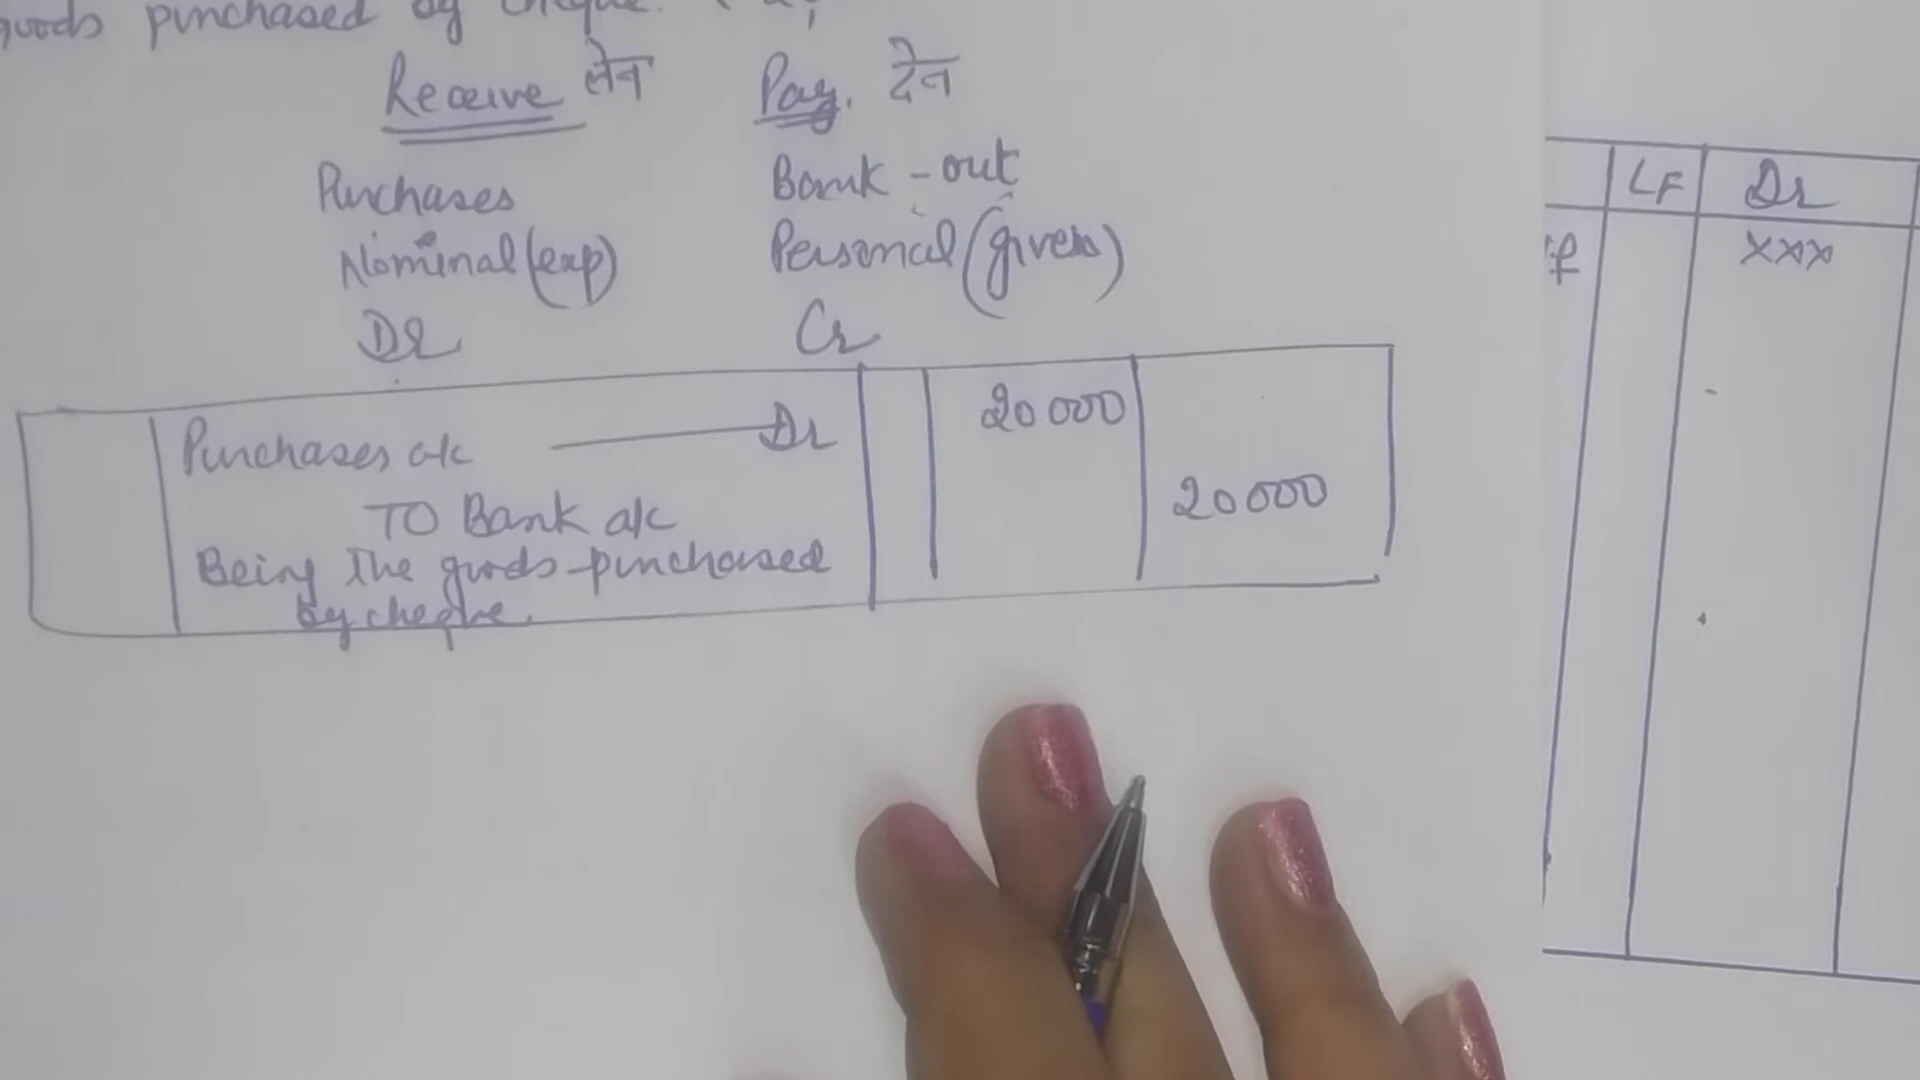 goods purchased by cheque.
Receive लेन Pay. देन
Purchases Bank - out
Nominal (exp) Personal (given)
Dr Cr
Purchases a/c Dr 20000
TO Bank a/c 20000
Being the goods purchased
by cheque.
LF Dr
xxx